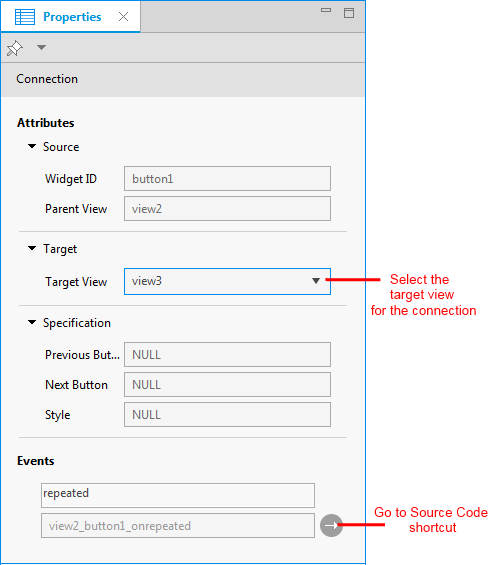 Properties
Connection
Attributes
Source
Widget ID button1
Parent View view2
Target
Target View view3
Select the
target view
for the connection
Specification
Previous But... NULL
Next Button NULL
Style NULL
Events
repeated
view2_button1_onrepeated
Go to Source Code
shortcut